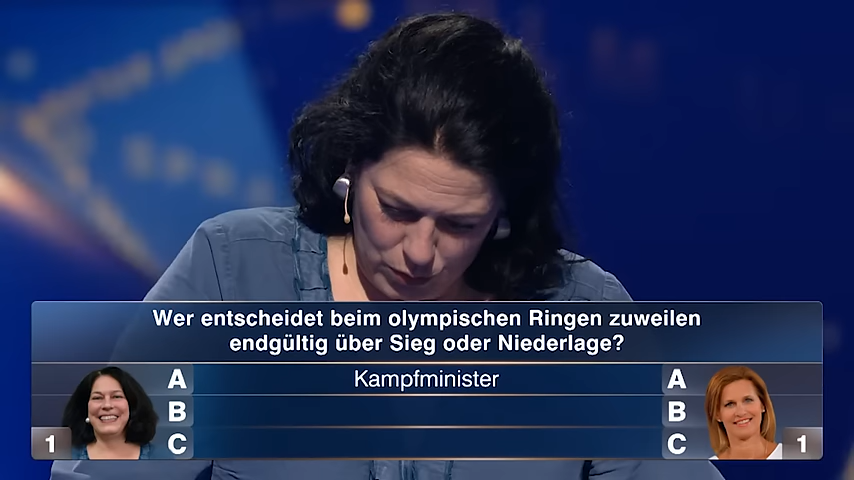 Wer entscheidet beim olympischen Ringen zuweilen
endgültig über Sieg oder Niederlage?
A Kampfminister A
B B
1 C C 1